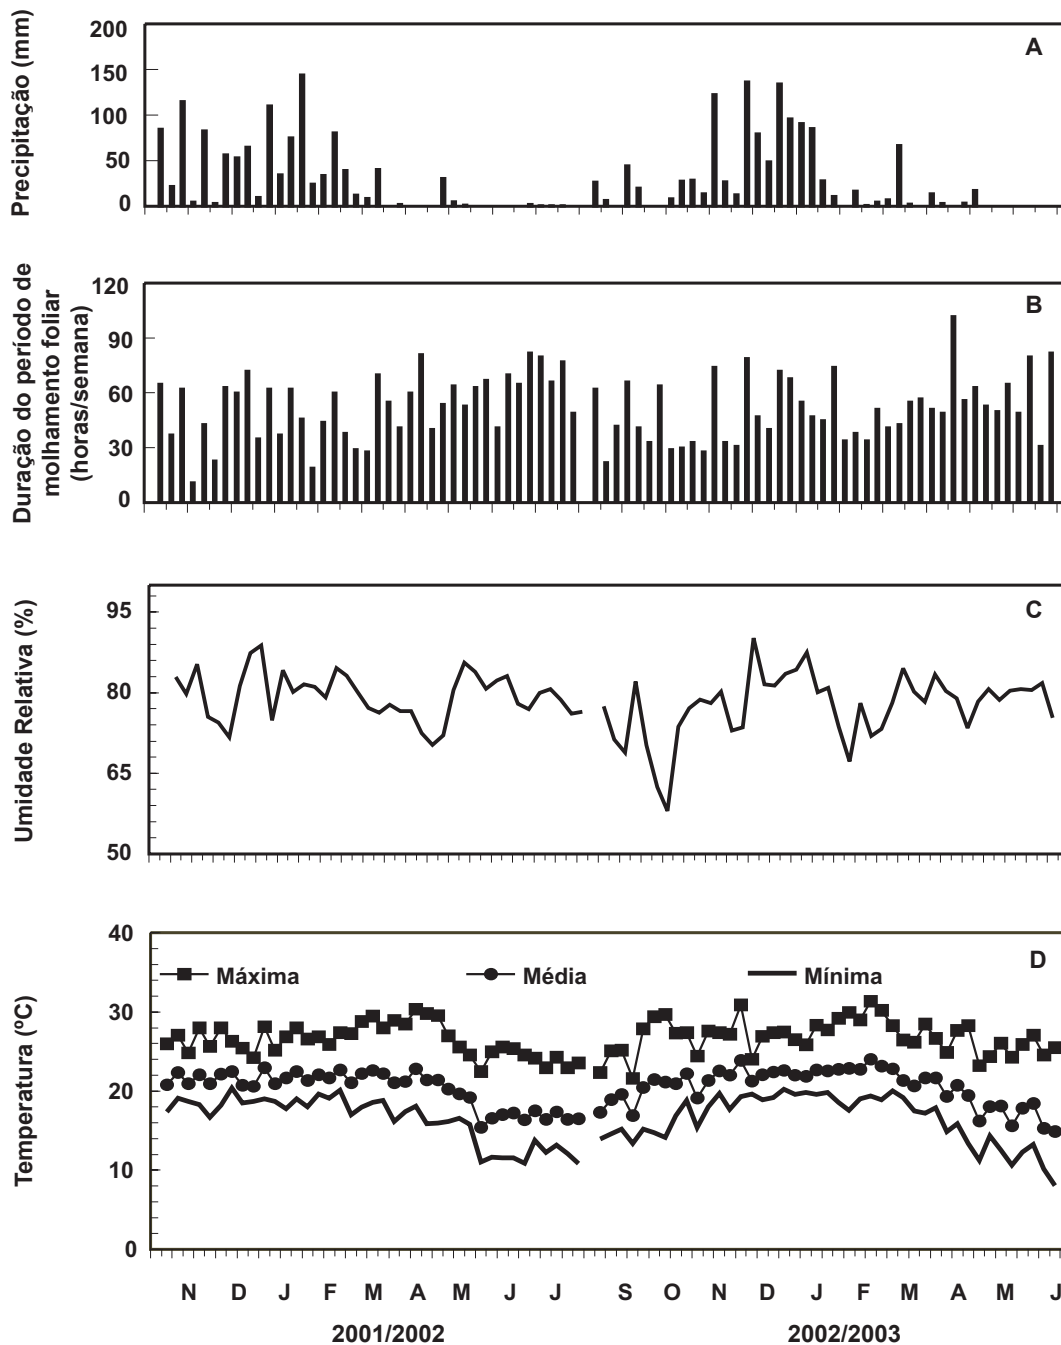 Precipitação (mm)
200
150
100
50
0
A
Duração do período de
molhamento foliar
(horas/semana)
120
90
60
30
0
B
Umidade Relativa (%)
95
80
65
50
C
Temperatura (ºC)
40
30
20
10
0
D
Máxima Média Mínima
N D J F M A M J J S O N D J F M A M J
2001/2002 2002/2003